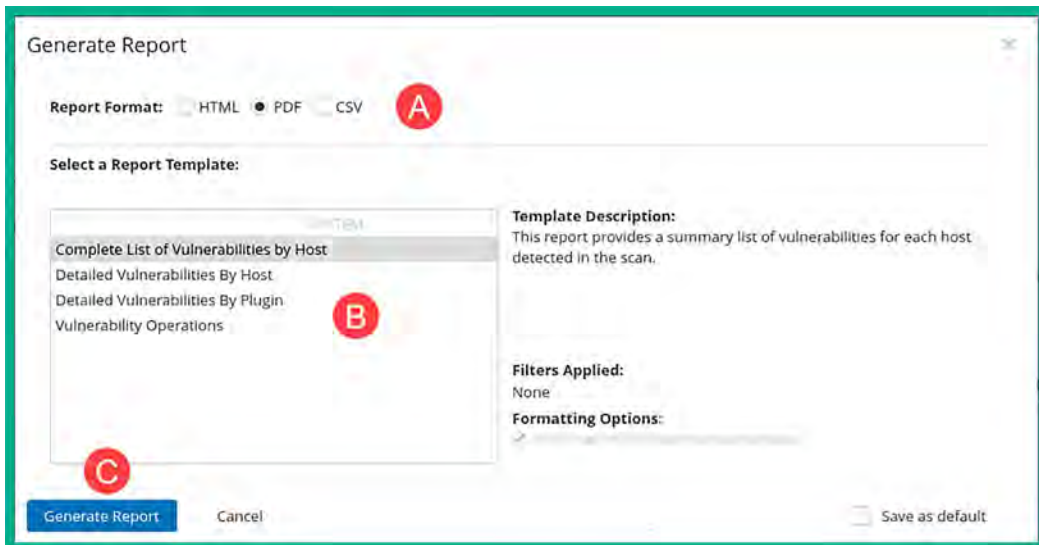 Generate Report
Report Format: HTML PDF CSV A
Select a Report Template:
Complete List of Vulnerabilities by Host
Detailed Vulnerabilities By Host
Detailed Vulnerabilities By Plugin
Vulnerability Operations
B
Template Description:
This report provides a summary list of vulnerabilities for each host
detected in the scan.
Filters Applied:
None
Formatting Options:
C
Generate Report Cancel Save as default